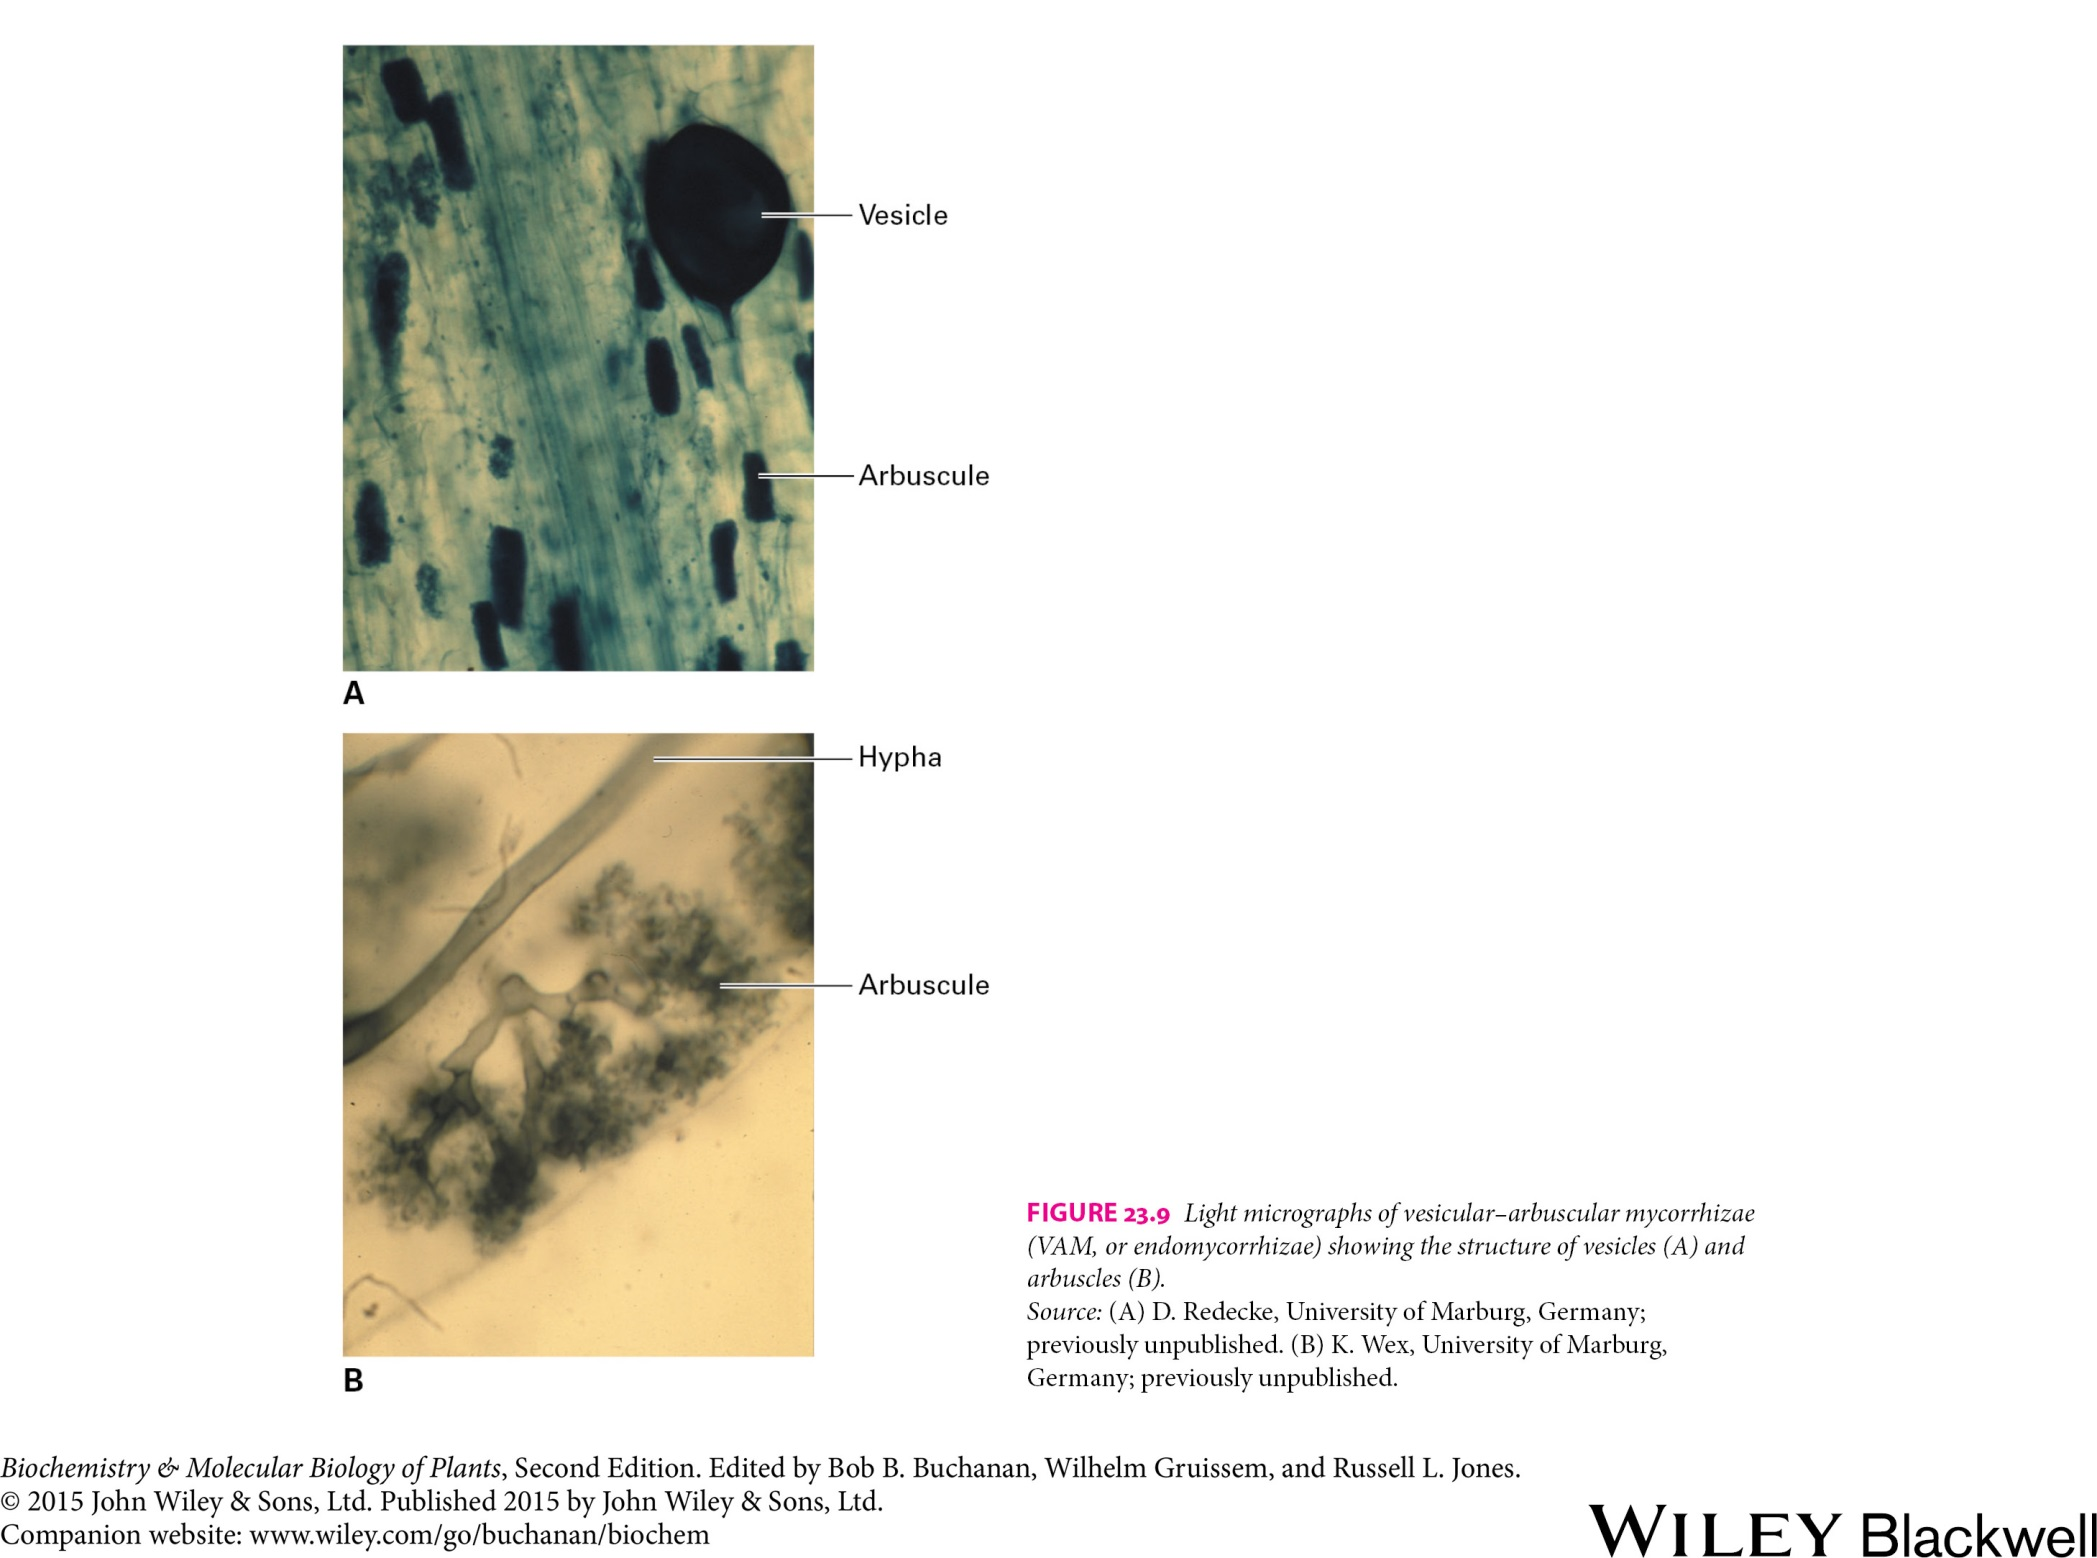 Vesicle
Arbuscule
A
Hypha
Arbuscule
B
FIGURE 23.9 Light micrographs of vesicular–arbuscular mycorrhizae
(VAM, or endomycorrhizae) showing the structure of vesicles (A) and
arbuscles (B).
Source: (A) D. Redecke, University of Marburg, Germany;
previously unpublished. (B) K. Wex, University of Marburg,
Germany; previously unpublished.
Biochemistry & Molecular Biology of Plants, Second Edition. Edited by Bob B. Buchanan, Wilhelm Gruissem, and Russell L. Jones.
© 2015 John Wiley & Sons, Ltd. Published 2015 by John Wiley & Sons, Ltd.
Companion website: www.wiley.com/go/buchanan/biochem
WILEY Blackwell